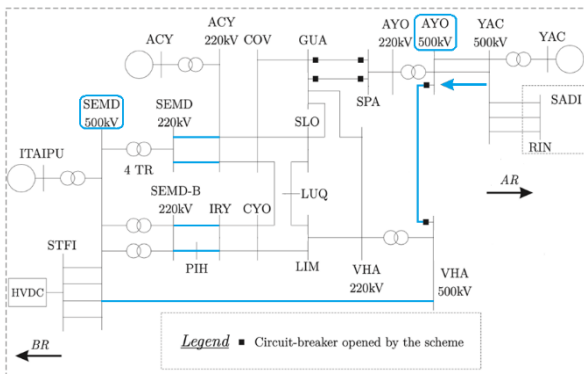 ACY
ACY
220kV
COV
GUA
AYO
220kV
AYO
500kV
YAC
500kV
YAC
SEMD
500kV
SEMD
220kV
SPA
SADI
SLO
ITAIPU
4 TR
RIN
SEMD-B
220kV
IRY
CYO
LUQ
AR
STFI
PIH
LIM
VHA
220kV
VHA
500kV
HVDC
BR
Legend ■ Circuit-breaker opened by the scheme